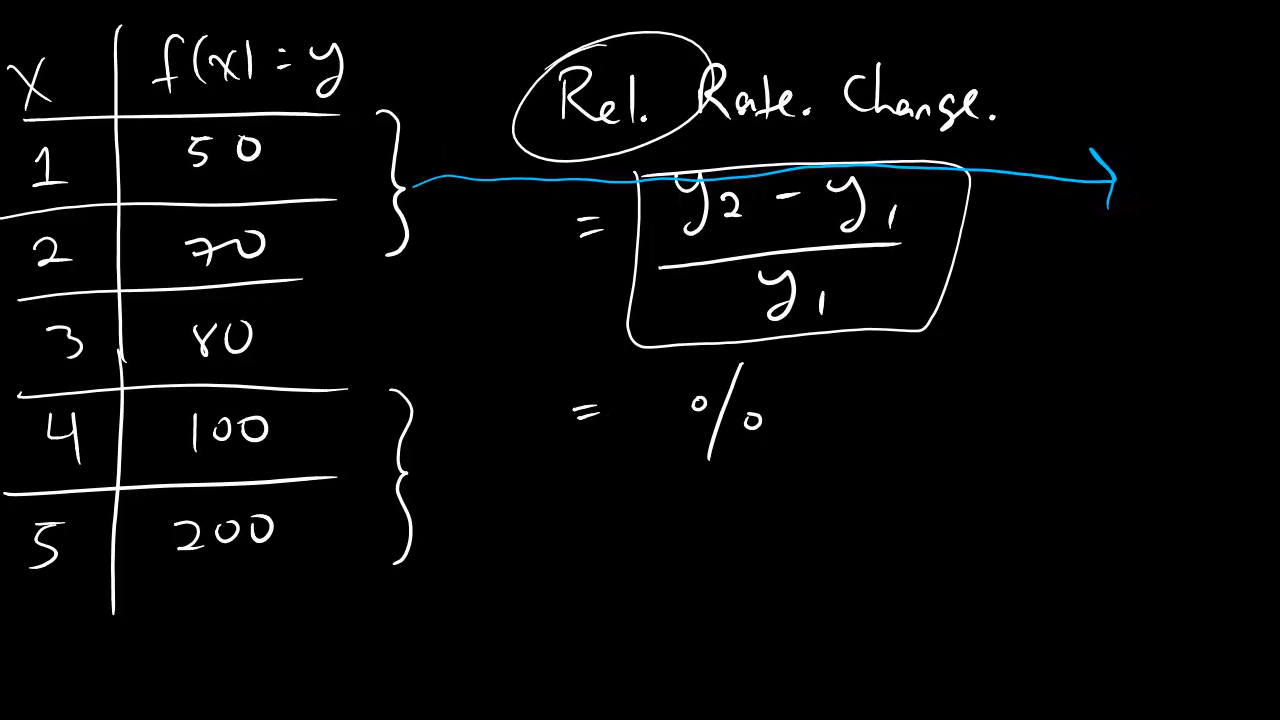 x f(x) = y
1 50
2 70
3 80
4 100
5 200
Rel. Rate. Change.
= y2 - y1
y1
= %